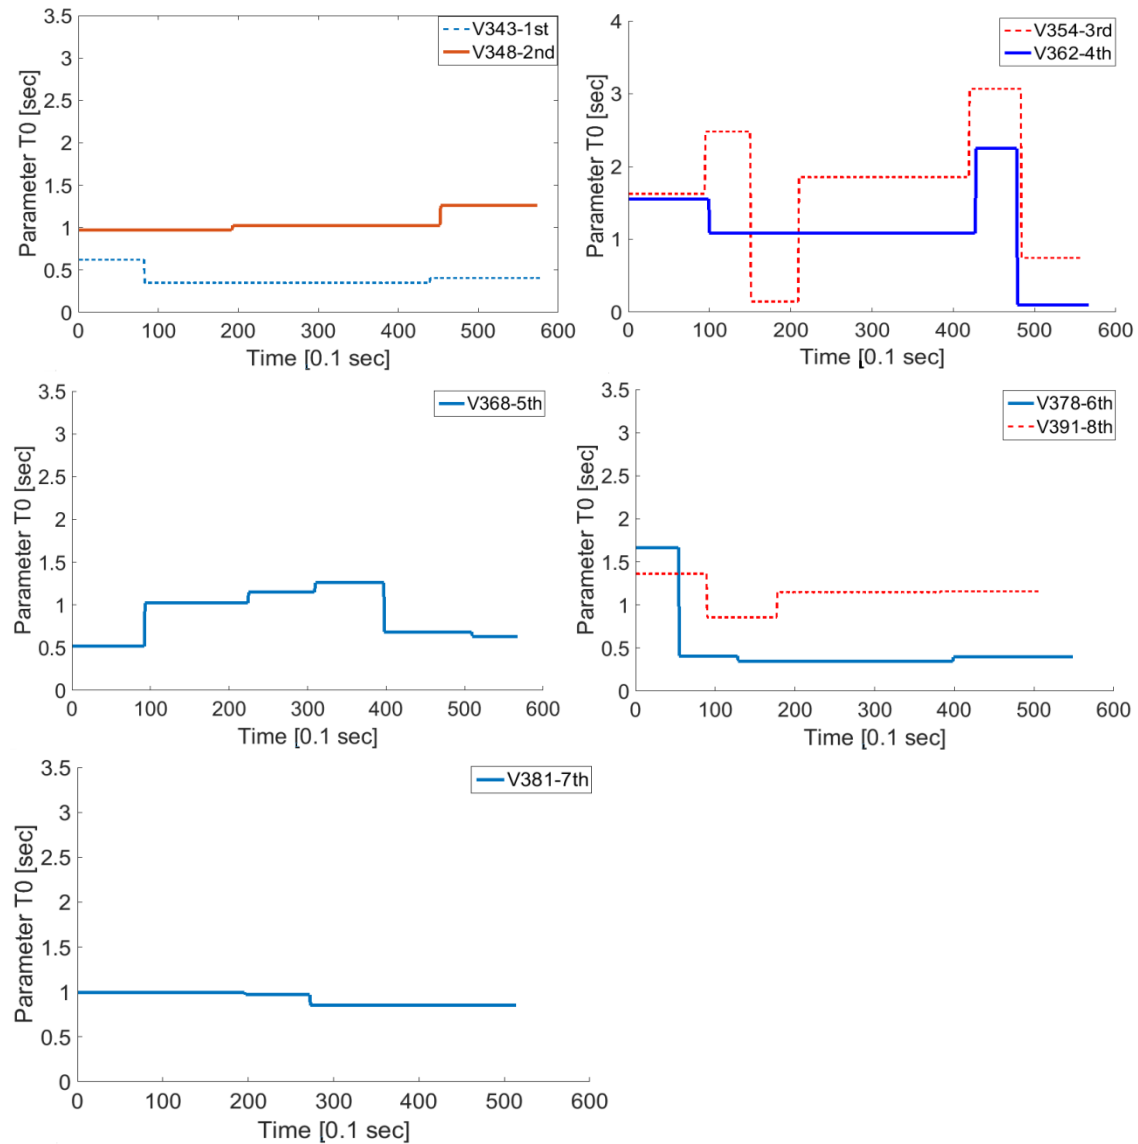 V343-1st
V348-2nd
Parameter T0 [sec]
3.5
3
2.5
2
1.5
1
0.5
0
0 100 200 300 400 500 600
Time [0.1 sec]
V354-3rd
V362-4th
Parameter T0 [sec]
4
3
2
1
0
0 100 200 300 400 500 600
Time [0.1 sec]
V368-5th
Parameter T0 [sec]
3.5
3
2.5
2
1.5
1
0.5
0
0 100 200 300 400 500 600
Time [0.1 sec]
V378-6th
V391-8th
Parameter T0 [sec]
3.5
3
2.5
2
1.5
1
0.5
0
0 100 200 300 400 500 600
Time [0.1 sec]
V381-7th
Parameter T0 [sec]
3.5
3
2.5
2
1.5
1
0.5
0
0 100 200 300 400 500 600
Time [0.1 sec]